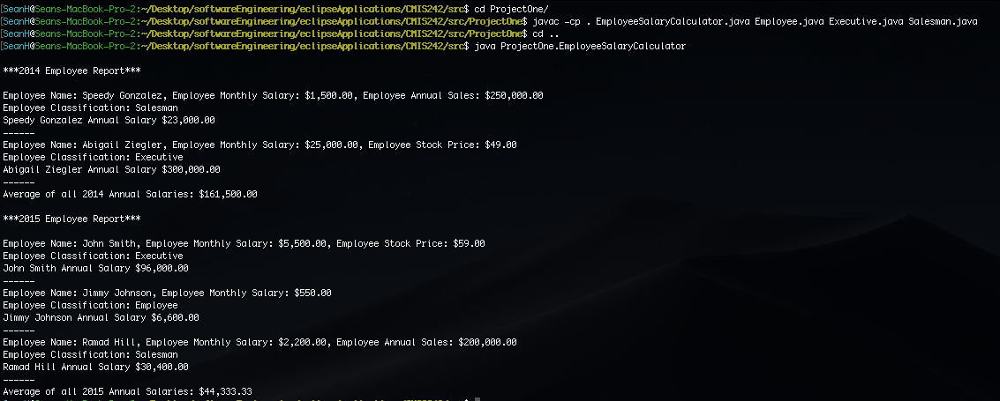 [SeanH@Seans-MacBook-Pro-2:~/Desktop/softwareEngineering/eclipseApplications/CMIS242/src$ cd ProjectOne/
[SeanH@Seans-MacBook-Pro-2:~/Desktop/softwareEngineering/eclipseApplications/CMIS242/src/ProjectOne$ javac -cp . EmployeeSalaryCalculator.java Employee.java Executive.java Salesman.java
[SeanH@Seans-MacBook-Pro-2:~/Desktop/softwareEngineering/eclipseApplications/CMIS242/src/ProjectOne$ cd ..
[SeanH@Seans-MacBook-Pro-2:~/Desktop/softwareEngineering/eclipseApplications/CMIS242/src$ java ProjectOne.EmployeeSalaryCalculator
***2014 Employee Report***
Employee Name: Speedy Gonzalez, Employee Monthly Salary: $1,500.00, Employee Annual Sales: $250,000.00
Employee Classification: Salesman
Speedy Gonzalez Annual Salary $23,000.00
------
Employee Name: Abigail Ziegler, Employee Monthly Salary: $25,000.00, Employee Stock Price: $49.00
Employee Classification: Executive
Abigail Ziegler Annual Salary $300,000.00
------
Average of all 2014 Annual Salaries: $161,500.00
***2015 Employee Report***
Employee Name: John Smith, Employee Monthly Salary: $5,500.00, Employee Stock Price: $59.00
Employee Classification: Executive
John Smith Annual Salary $96,000.00
------
Employee Name: Jimmy Johnson, Employee Monthly Salary: $550.00
Employee Classification: Employee
Jimmy Johnson Annual Salary $6,600.00
------
Employee Name: Ramad Hill, Employee Monthly Salary: $2,200.00, Employee Annual Sales: $200,000.00
Employee Classification: Salesman
Ramad Hill Annual Salary $30,400.00
------
Average of all 2015 Annual Salaries: $44,333.33
SeanH@Seans-MacBook-Pro-2:~/Desktop/softwareEngineering/eclipseApplications/CMIS242/src$